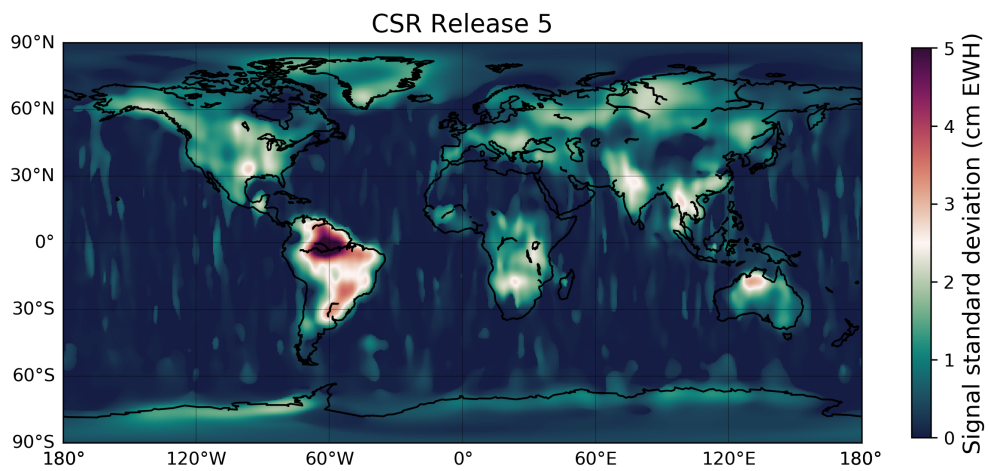 CSR Release 5
90°N
60°N
30°N
0°
30°S
60°S
90°S
180°
120°W
60°W
0°
60°E
120°E
180°
5
4
3
2
1
0
Signal standard deviation (cm EWH)